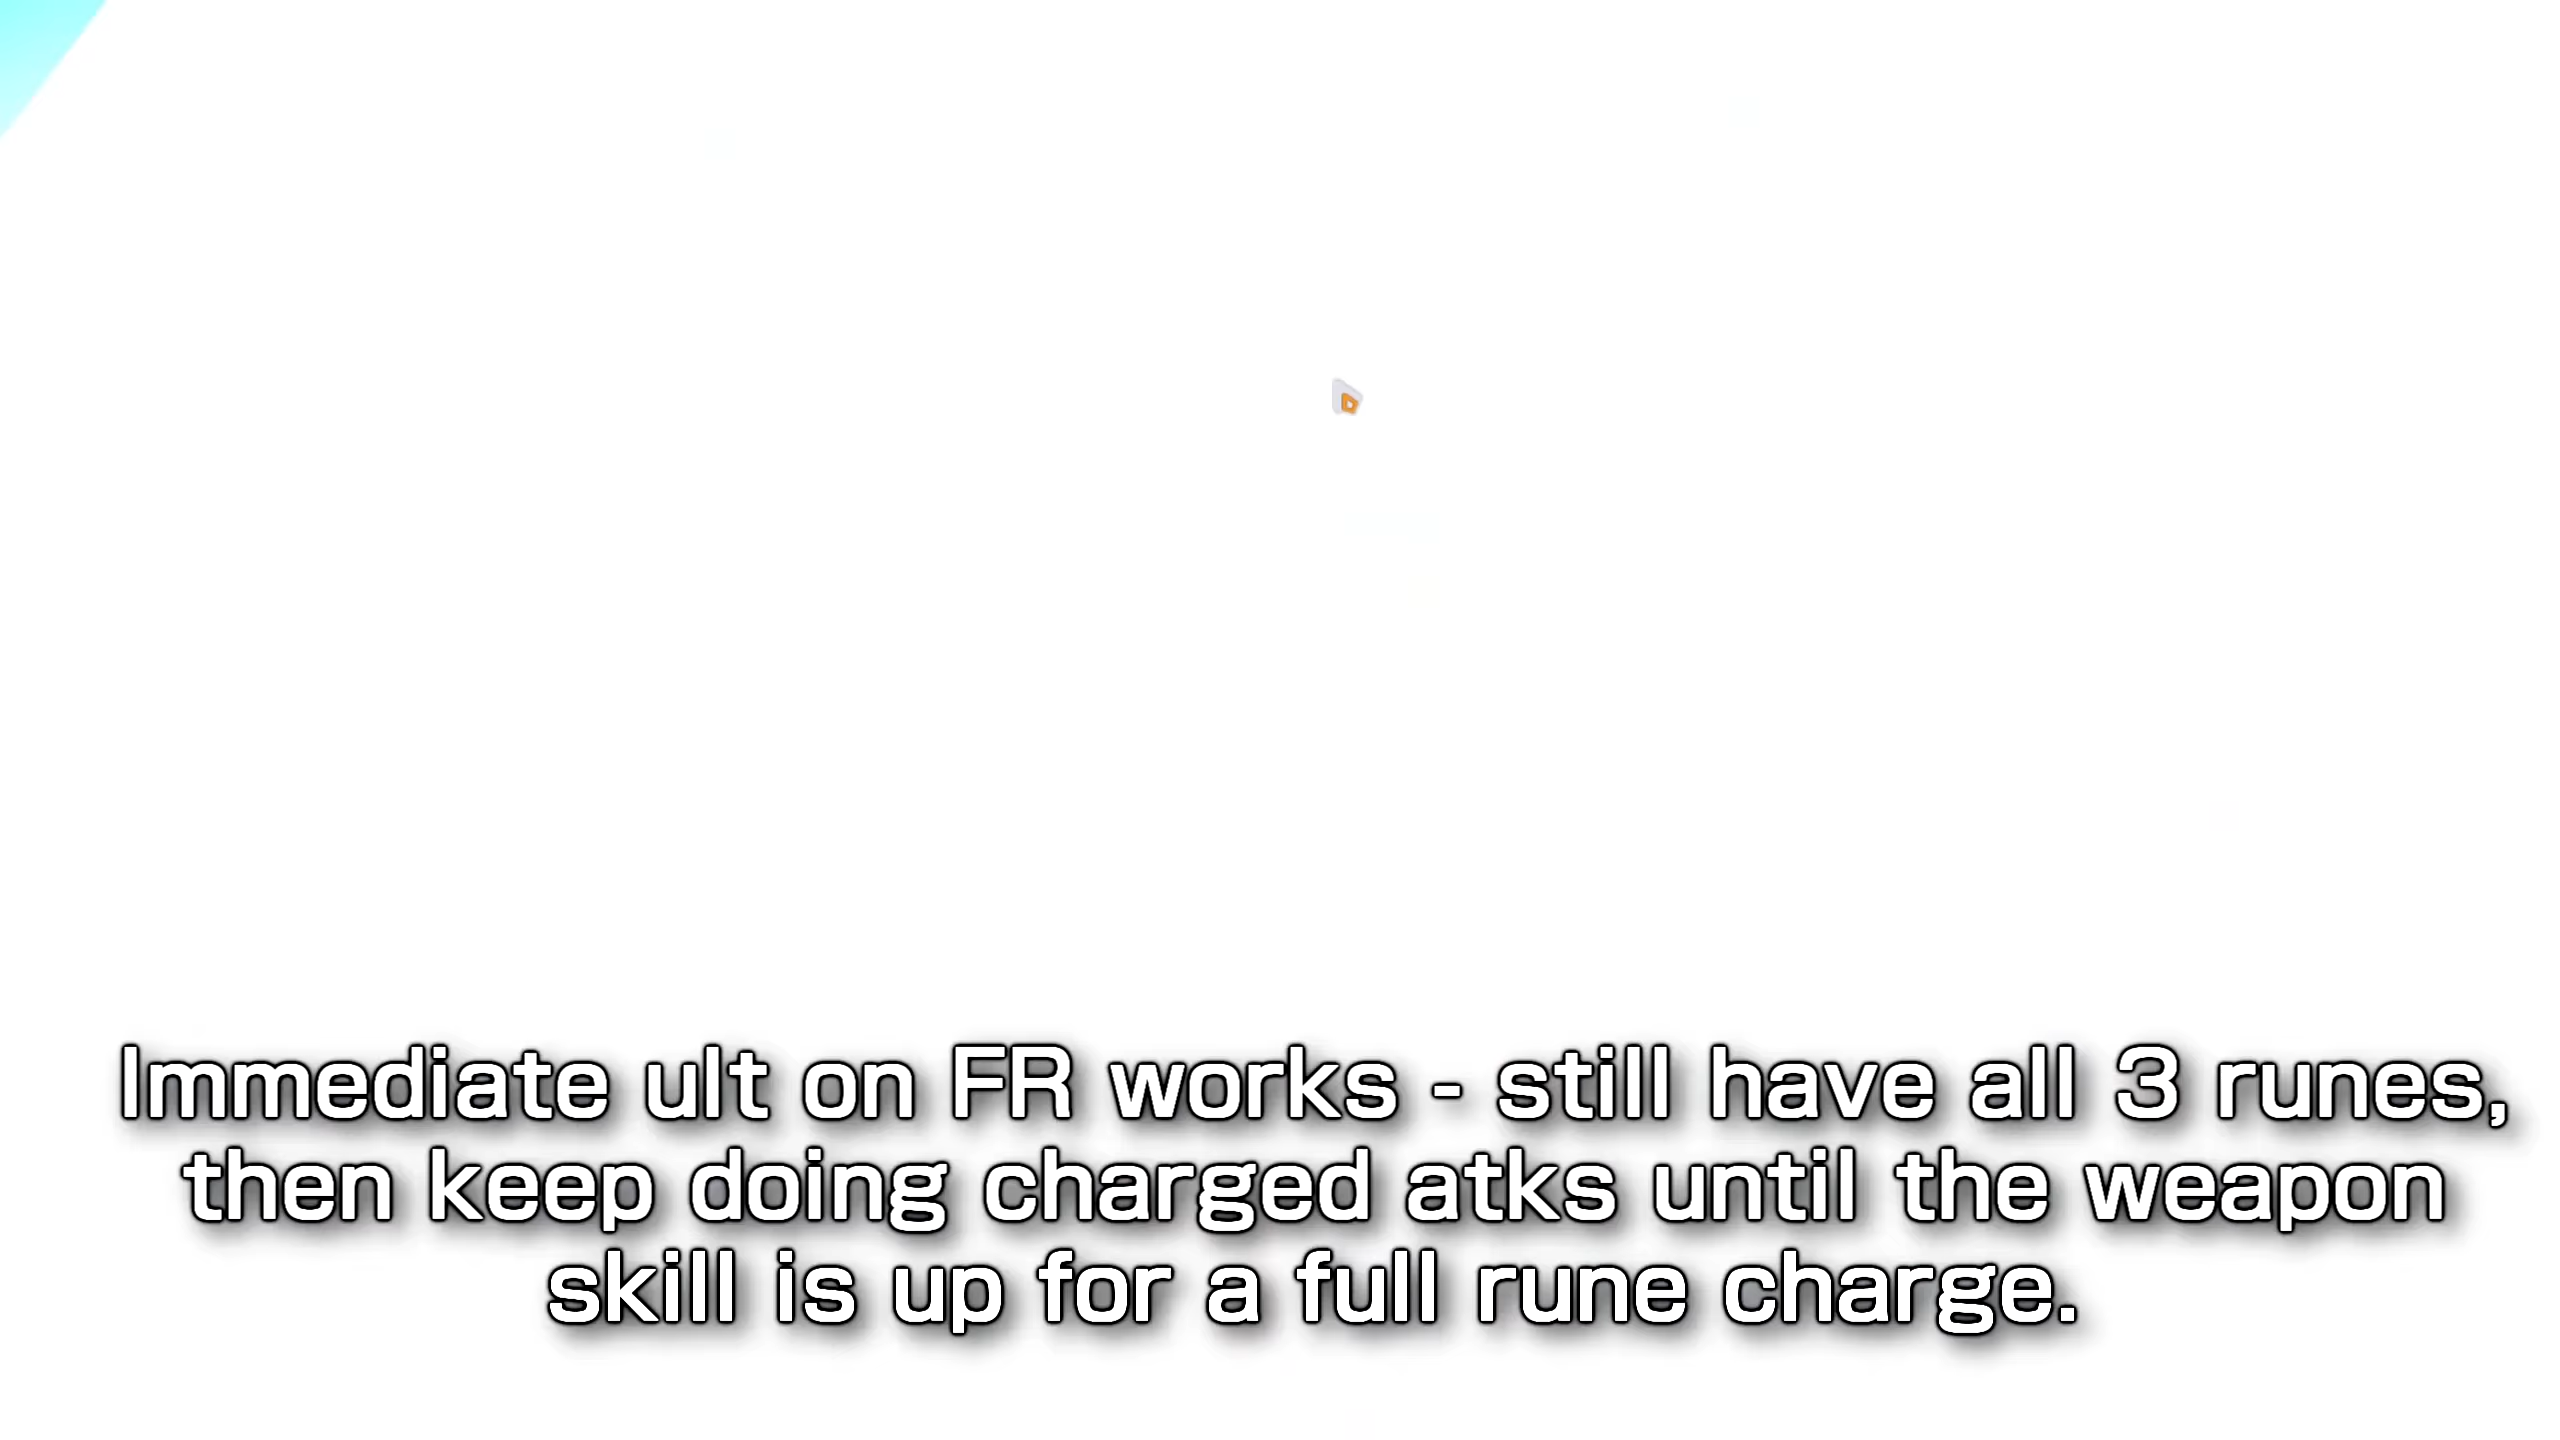 Immediate ult on FR works - still have all 3 runes,
then keep doing charged atks until the weapon
skill is up for a full rune charge.